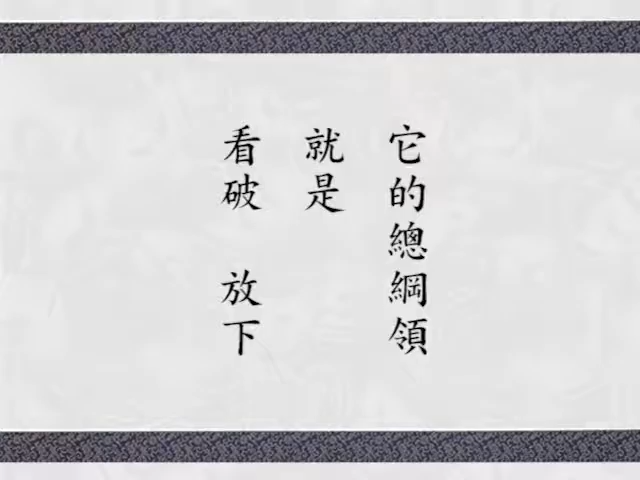 它的總綱領
就是
看破 放下